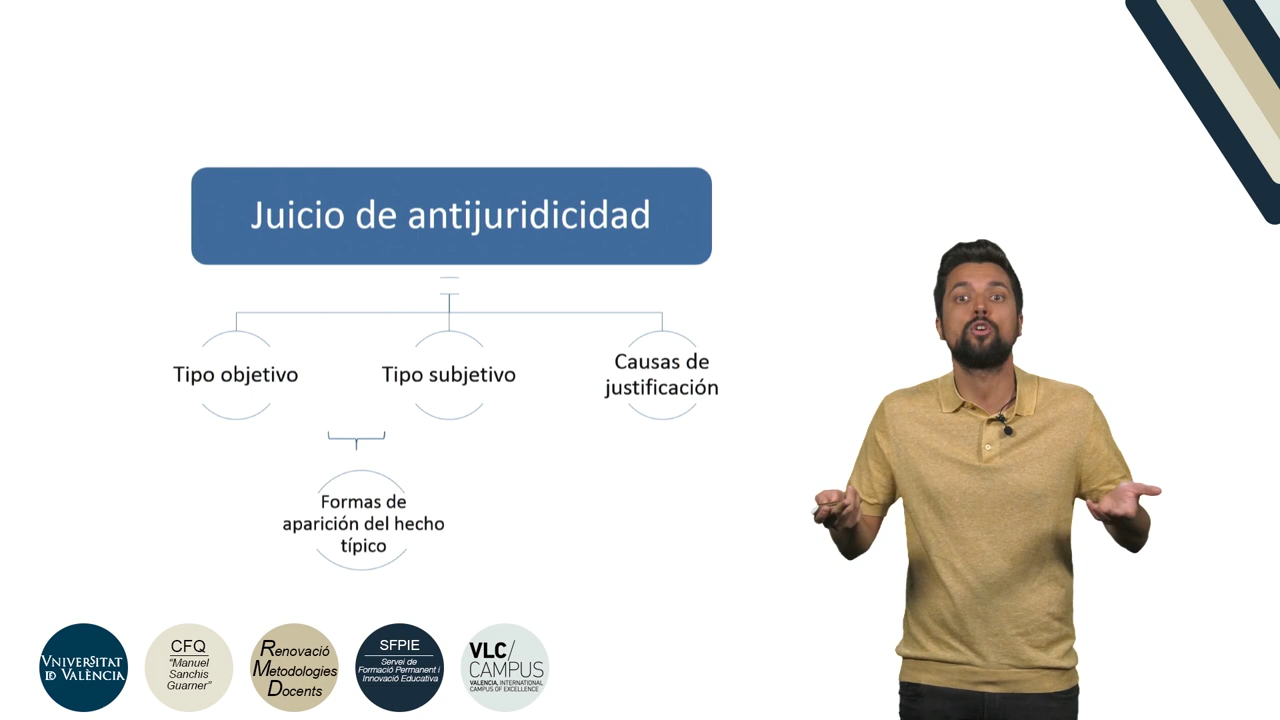 Juicio de antijuridicidad
Tipo objetivo
Tipo subjetivo
Causas de
justificación
Formas de
aparición del hecho
típico
VNIVERSITAT
ID VALÈNCIA
CFQ
"Manuel
Sanchis
Guarner"
Renovació
Metodologies
Docents
SFPIE
Servei de
Formació Permanent i
Innovació Educativa
VLC/
CAMPUS
VALENCIA, INTERNATIONAL
CAMPUS OF EXCELLENCE